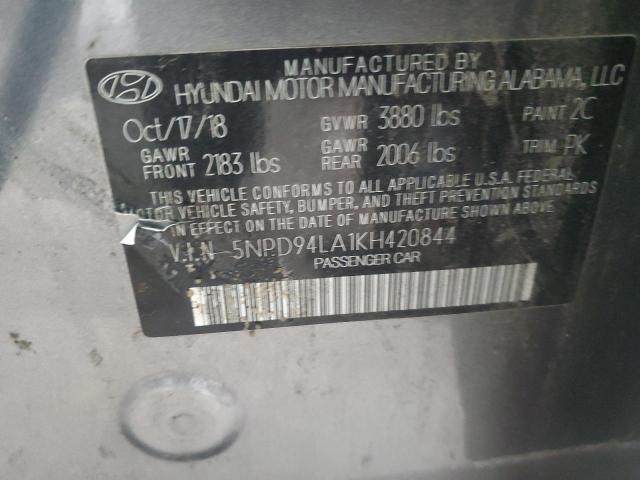 MANUFACTURED BY
HYUNDAI MOTOR MANUFACTURING ALABAMA, LLC
Oct/17/18 GVWR 3880 lbs PAINT 2C
GAWR FRONT 2183 lbs GAWR REAR 2006 lbs TRIM PK
THIS VEHICLE CONFORMS TO ALL APPLICABLE U.S.A. FEDERAL
MOTOR VEHICLE SAFETY, BUMPER, AND THEFT PREVENTION STANDARDS
IN EFFECT ON THE DATE OF MANUFACTURE SHOWN ABOVE.
V.I.N 5NPD94LA1KH420844
PASSENGER CAR